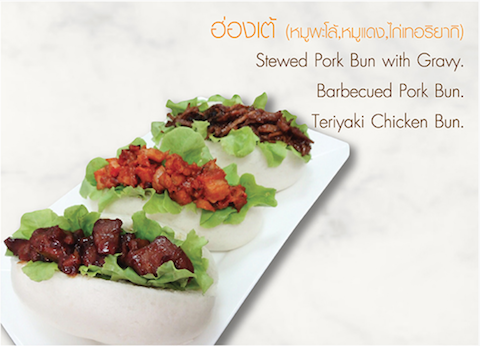 ฮ่องเต้ (หมูพะโล้,หมูแดง,ไก่เทอริยากิ)
Stewed Pork Bun with Gravy.
Barbecued Pork Bun.
Teriyaki Chicken Bun.